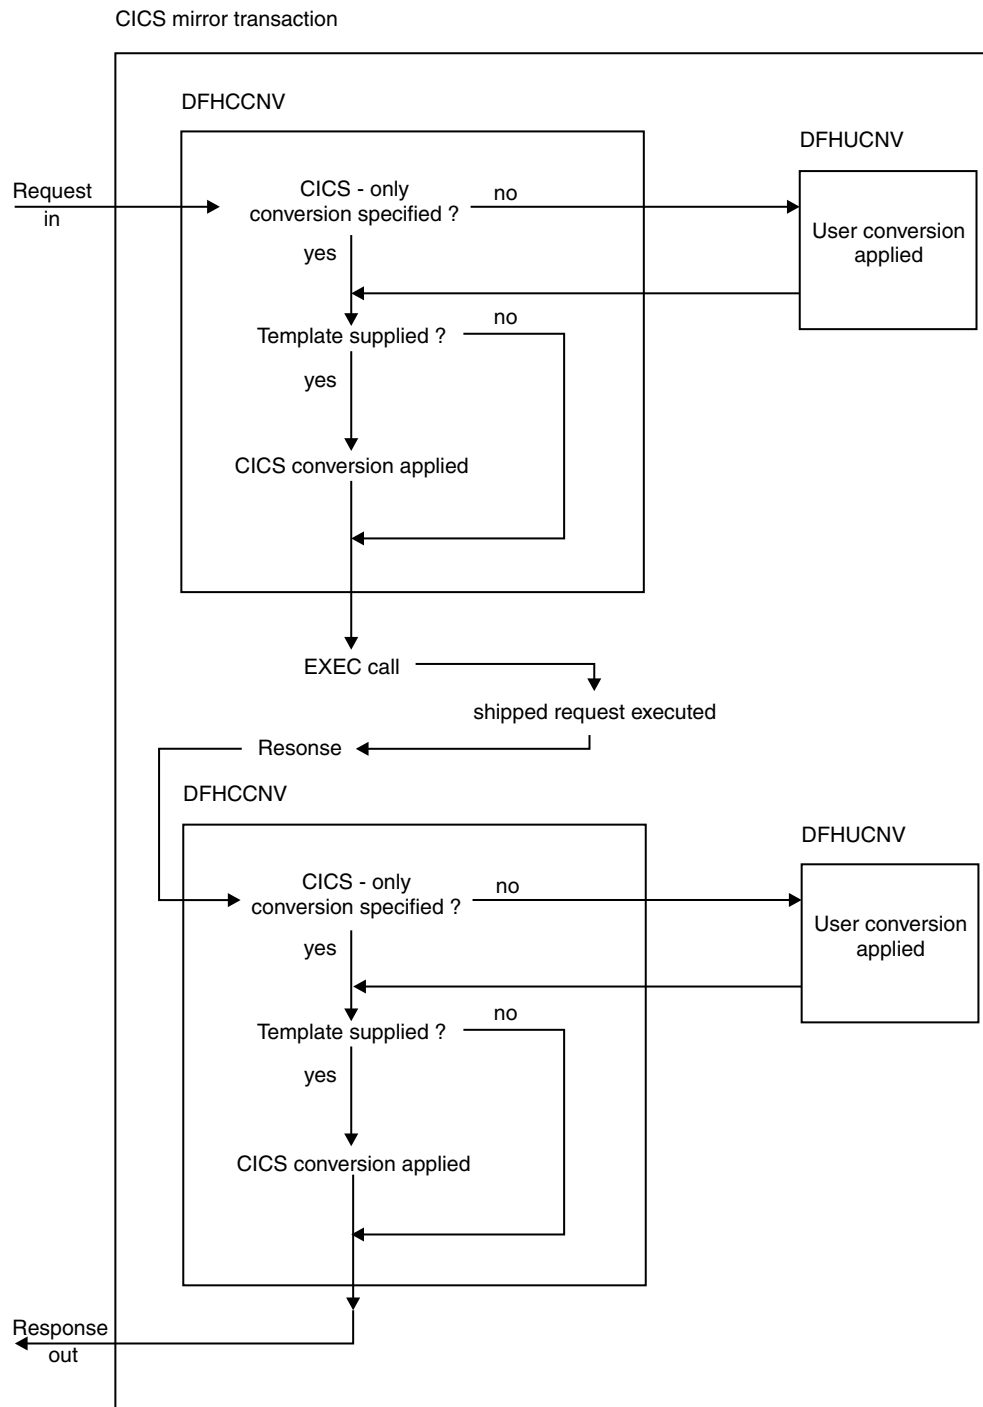 CICS mirror transaction
DFHCCNV
DFHUCNV
Request
in
CICS - only
conversion specified ?
no
User conversion
applied
yes
Template supplied ?
no
yes
CICS conversion applied
EXEC call
shipped request executed
Resonse
DFHCCNV
DFHUCNV
CICS - only
conversion specified ?
no
User conversion
applied
yes
Template supplied ?
no
yes
CICS conversion applied
Response
out